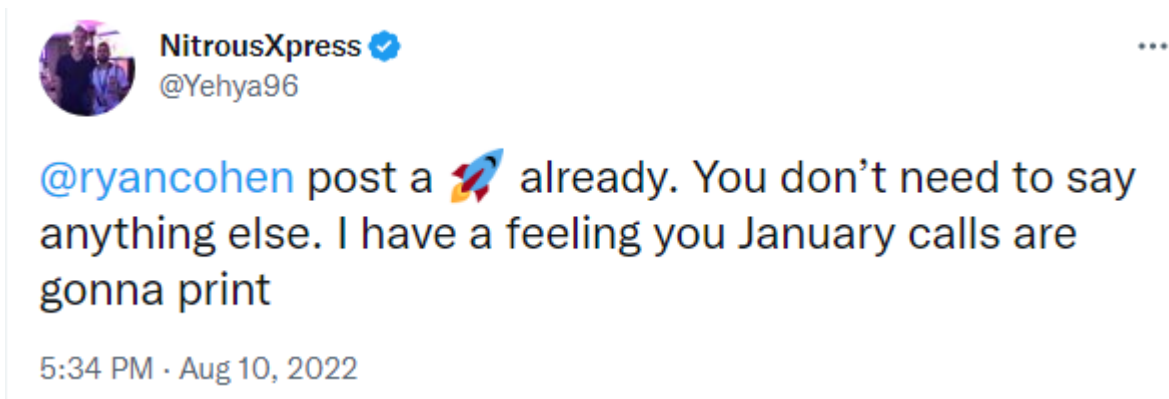 NitrousXpress
@Yehya96
@ryancohen post a 🚀 already. You don’t need to say
anything else. I have a feeling you January calls are
gonna print
5:34 PM · Aug 10, 2022